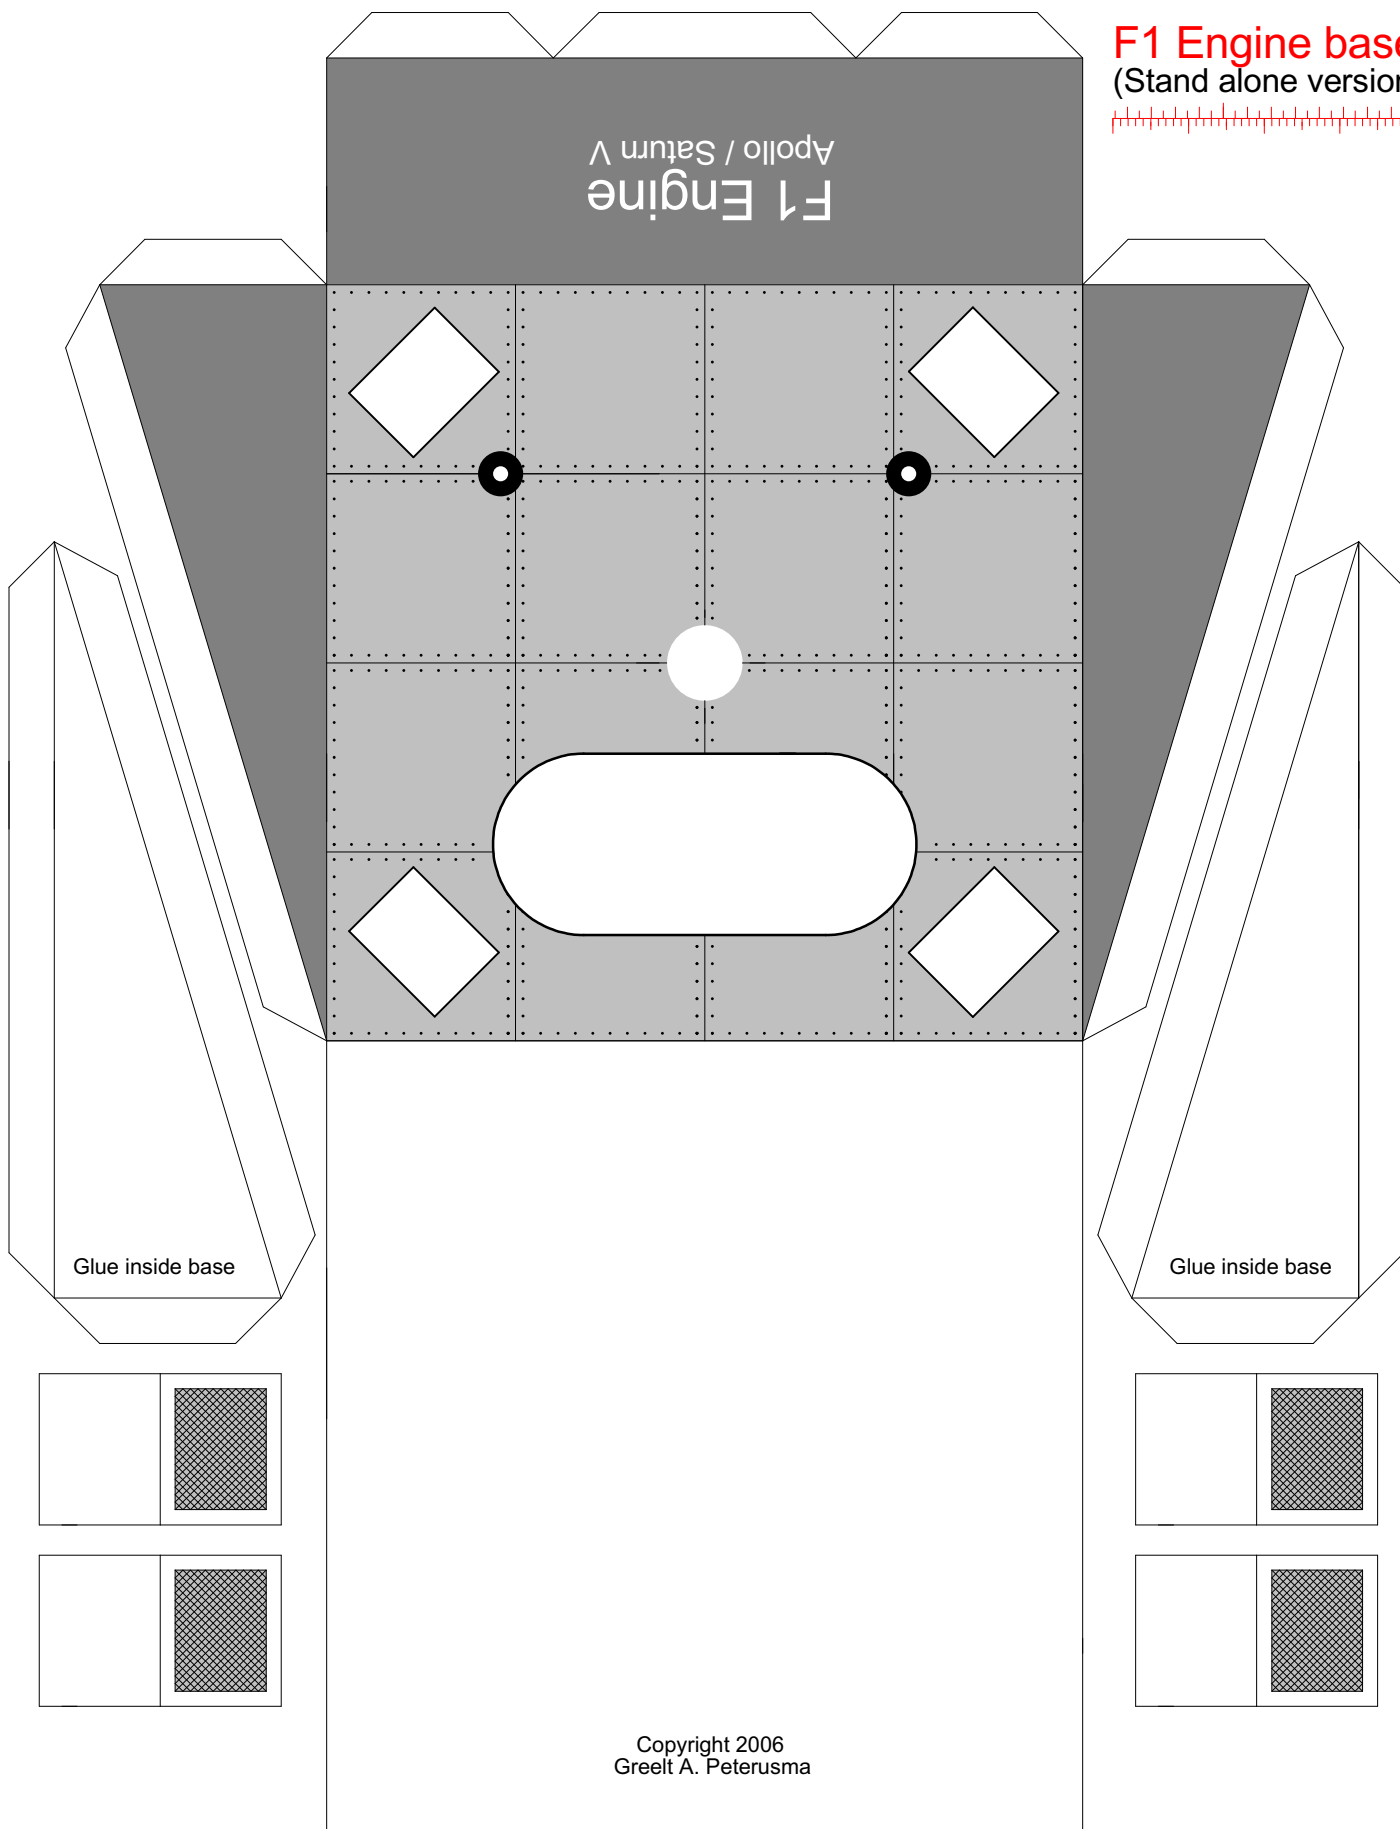 F1 Engine base
(Stand alone version
F1 Engine
Apollo / Saturn V
Glue inside base
Glue inside base
Copyright 2006
Greelt A. Peterusma